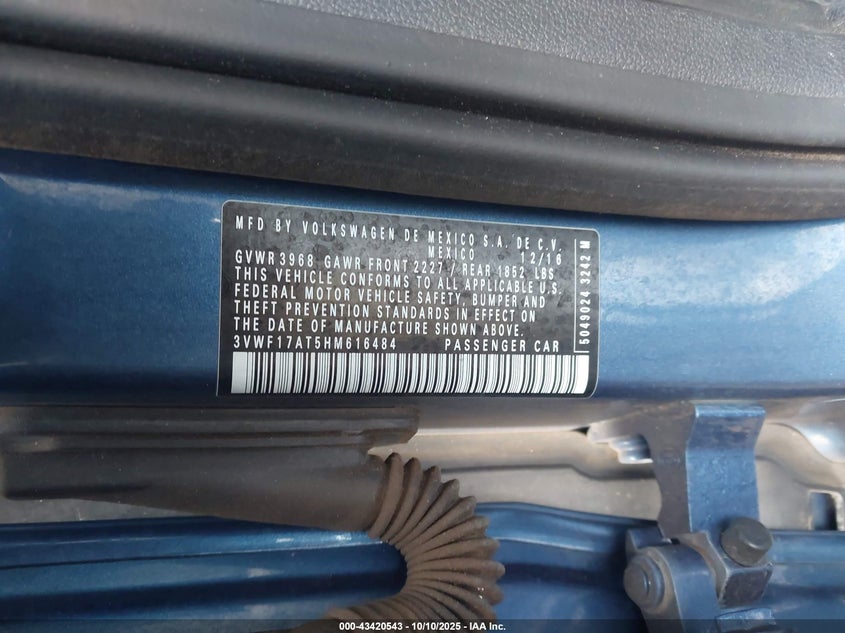 MFD BY VOLKSWAGEN DE MEXICO S.A. DE C.V.
MEXICO 12/16
GVWR 3968 GAWR FRONT 2227 / REAR 1852 LBS
THIS VEHICLE CONFORMS TO ALL APPLICABLE U.S.
FEDERAL MOTOR VEHICLE SAFETY, BUMPER AND
THEFT PREVENTION STANDARDS IN EFFECT ON
THE DATE OF MANUFACTURE SHOWN ABOVE.
3VWF17AT5HM616484 PASSENGER CAR
5049024 3242 M
000-43420543 - 10/10/2025 - IAA Inc.